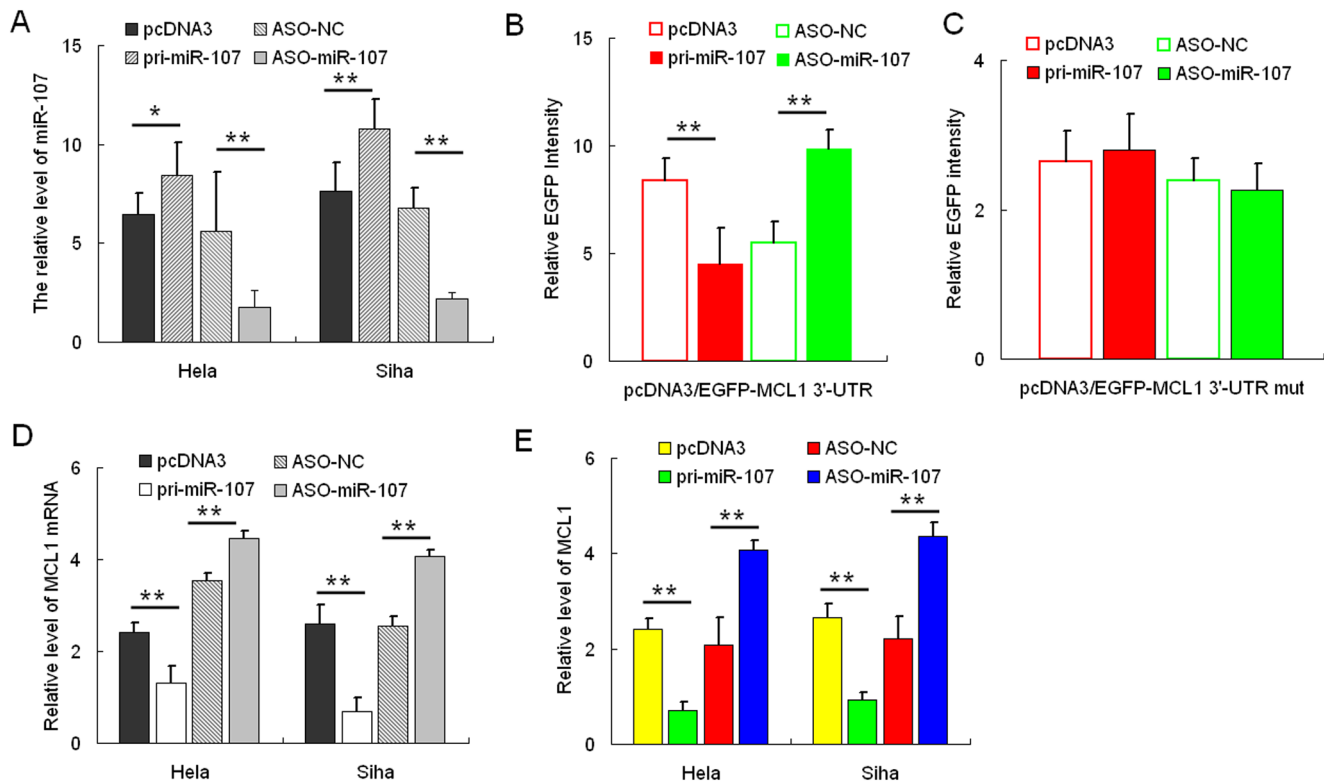 A
pcDNA3 ASO-NC
pri-miR-107 ASO-miR-107
The relative level of miR-107
15
10
5
0
* ** ** **
Hela Siha
B
pcDNA3 ASO-NC
pri-miR-107 ASO-miR-107
Relative EGFP Intensity
15
10
5
0
** **
pcDNA3/EGFP-MCL1 3'-UTR
C
pcDNA3 ASO-NC
pri-miR-107 ASO-miR-107
Relative EGFP intensity
4
2
0
pcDNA3/EGFP-MCL1 3'-UTR mut
D
pcDNA3 ASO-NC
pri-miR-107 ASO-miR-107
Relative level of MCL1 mRNA
6
4
2
0
** ** ** **
Hela Siha
E
pcDNA3 ASO-NC
pri-miR-107 ASO-miR-107
Relative level of MCL1
6
4
2
0
** ** ** **
Hela Siha